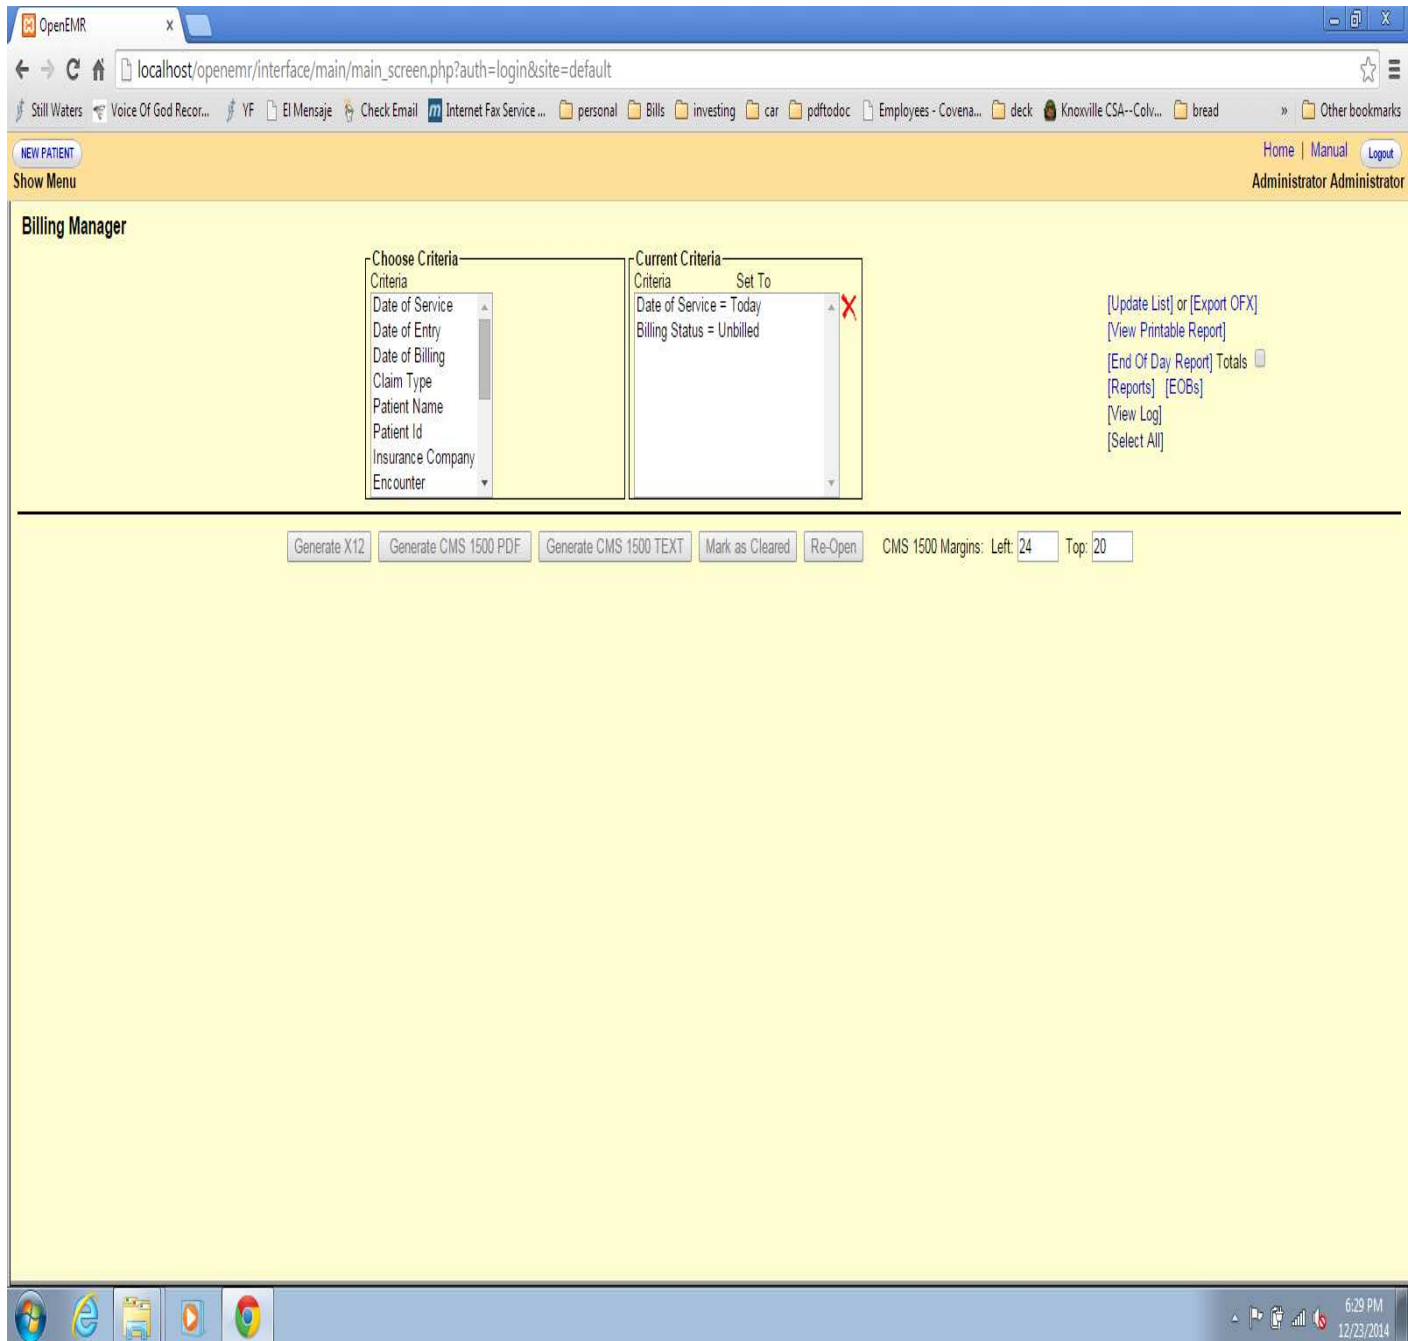 OpenEMR
localhost/openemr/interface/main/main_screen.php?auth=login&site=default
Still Waters Voice Of God Recor... YF El Mensaje Check Email Internet Fax Service ... personal Bills investing car pdftodoc Employees - Covena... deck Knoxville CSA--Colv... bread » Other bookmarks
NEW PATIENT Home | Manual Logout
Show Menu Administrator Administrator
Billing Manager
Choose Criteria Current Criteria
Criteria Criteria Set To
Date of Service Date of Service = Today [Update List] or [Export OFX]
Date of Entry Billing Status = Unbilled [View Printable Report]
Date of Billing [End Of Day Report] Totals
Claim Type [Reports] [EOBs]
Patient Name [View Log]
Patient Id [Select All]
Insurance Company
Encounter
Generate X12 Generate CMS 1500 PDF Generate CMS 1500 TEXT Mark as Cleared Re-Open CMS 1500 Margins: Left: 24 Top: 20
6:29 PM
12/23/2014